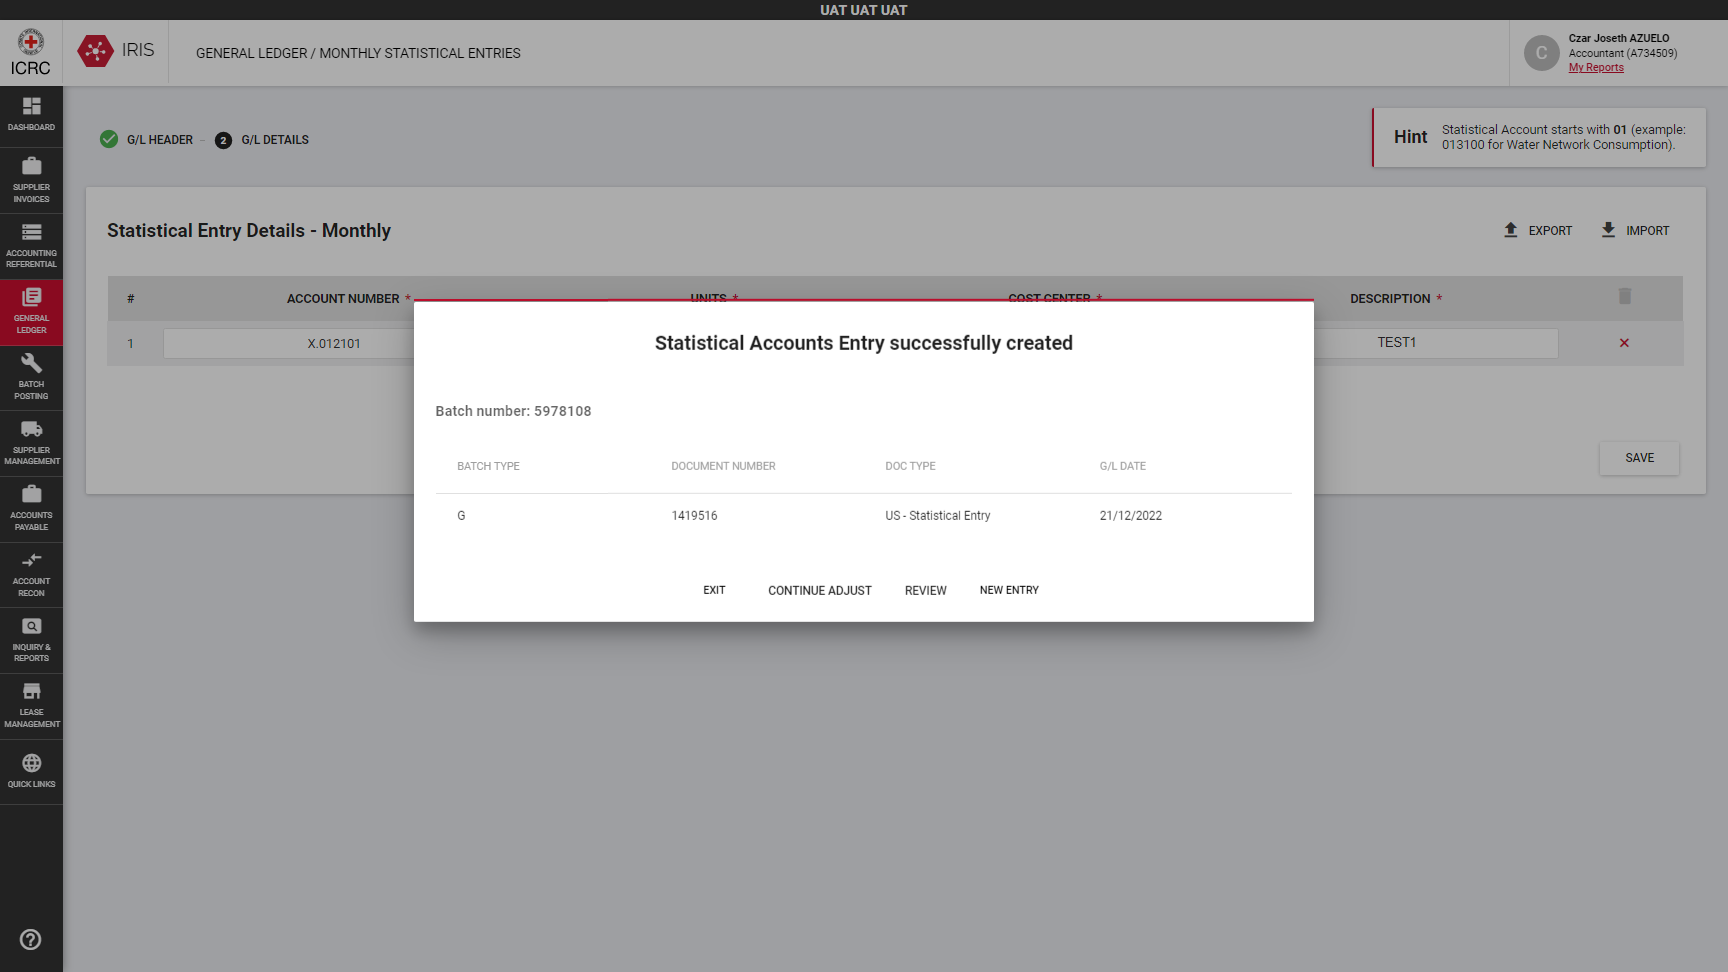 UAT UAT UAT
ICRC
IRIS
GENERAL LEDGER / MONTHLY STATISTICAL ENTRIES
C
Czar Joseth AZUELO
Accountant (A734509)
My Reports
DASHBOARD
SUPPLIER
INVOICES
ACCOUNTING
REFERENTIAL
GENERAL
LEDGER
BATCH
POSTING
SUPPLIER
MANAGEMENT
ACCOUNTS
PAYABLE
ACCOUNT
RECON
INQUIRY &
REPORTS
LEASE
MANAGEMENT
QUICK LINKS
G/L HEADER
2 G/L DETAILS
Hint
Statistical Account starts with 01 (example:
013100 for Water Network Consumption).
Statistical Entry Details - Monthly
EXPORT
IMPORT
# ACCOUNT NUMBER * UNITS * COST CENTER * DESCRIPTION *
1 X.012101 TEST1
SAVE
Statistical Accounts Entry successfully created
Batch number: 5978108
BATCH TYPE DOCUMENT NUMBER DOC TYPE G/L DATE
G 1419516 US - Statistical Entry 21/12/2022
EXIT CONTINUE ADJUST REVIEW NEW ENTRY